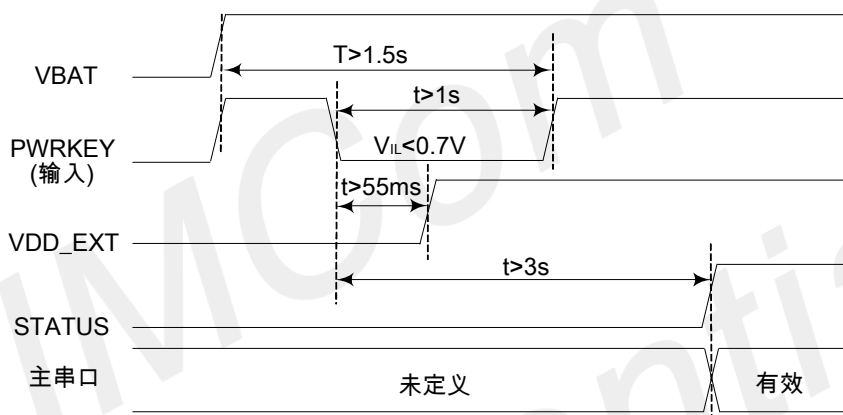 VBAT
T>1.5s
t>1s
PWRKEY
(输入)
VIL<0.7V
t>55ms
VDD_EXT
t>3s
STATUS
主串口
未定义
有效